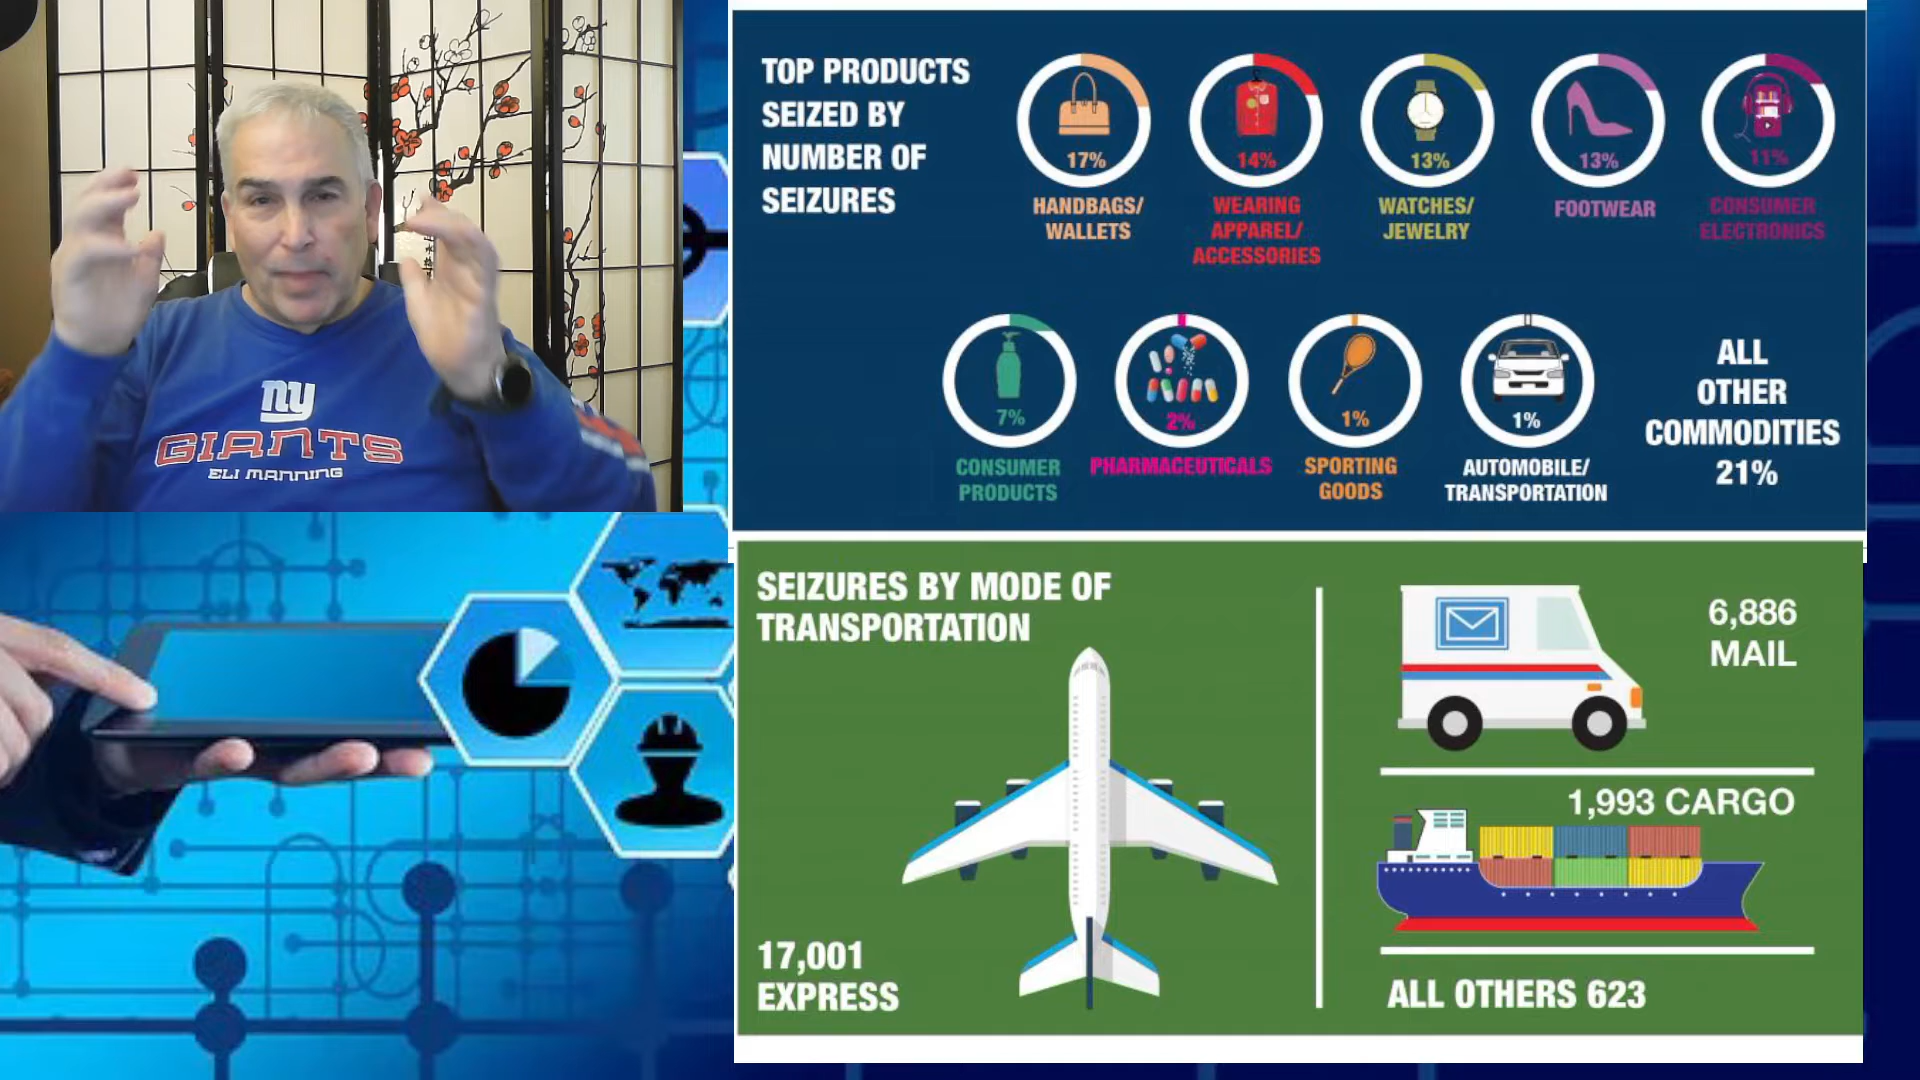 ny
GIANTS
ELI MANNING
TOP PRODUCTS
SEIZED BY
NUMBER OF
SEIZURES
17%
HANDBAGS/
WALLETS
14%
WEARING
APPAREL/
ACCESSORIES
13%
WATCHES/
JEWELRY
13%
FOOTWEAR
11%
CONSUMER
ELECTRONICS
7%
CONSUMER
PRODUCTS
2%
PHARMACEUTICALS
1%
SPORTING
GOODS
1%
AUTOMOBILE/
TRANSPORTATION
ALL
OTHER
COMMODITIES
21%
SEIZURES BY MODE OF
TRANSPORTATION
17,001
EXPRESS
6,886
MAIL
1,993 CARGO
ALL OTHERS 623